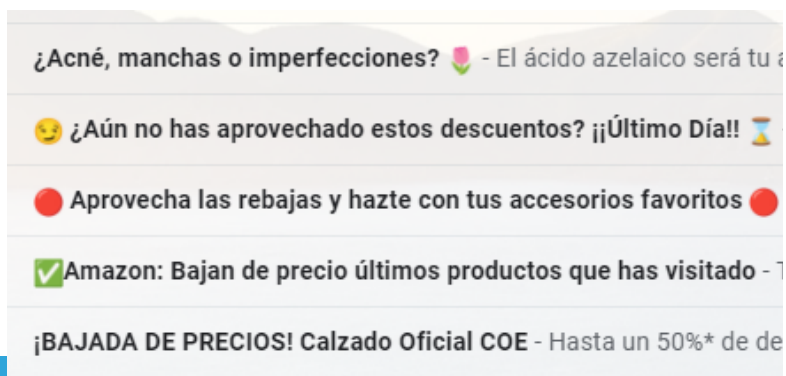 ¿Acné, manchas o imperfecciones? 🌷 - El ácido azelaico será tu
😏 ¿Aún no has aprovechado estos descuentos? ¡¡Último Día!! ⌛ -
🔴 Aprovecha las rebajas y hazte con tus accesorios favoritos 🔴
✅Amazon: Bajan de precio últimos productos que has visitado -
¡BAJADA DE PRECIOS! Calzado Oficial COE - Hasta un 50%* de de